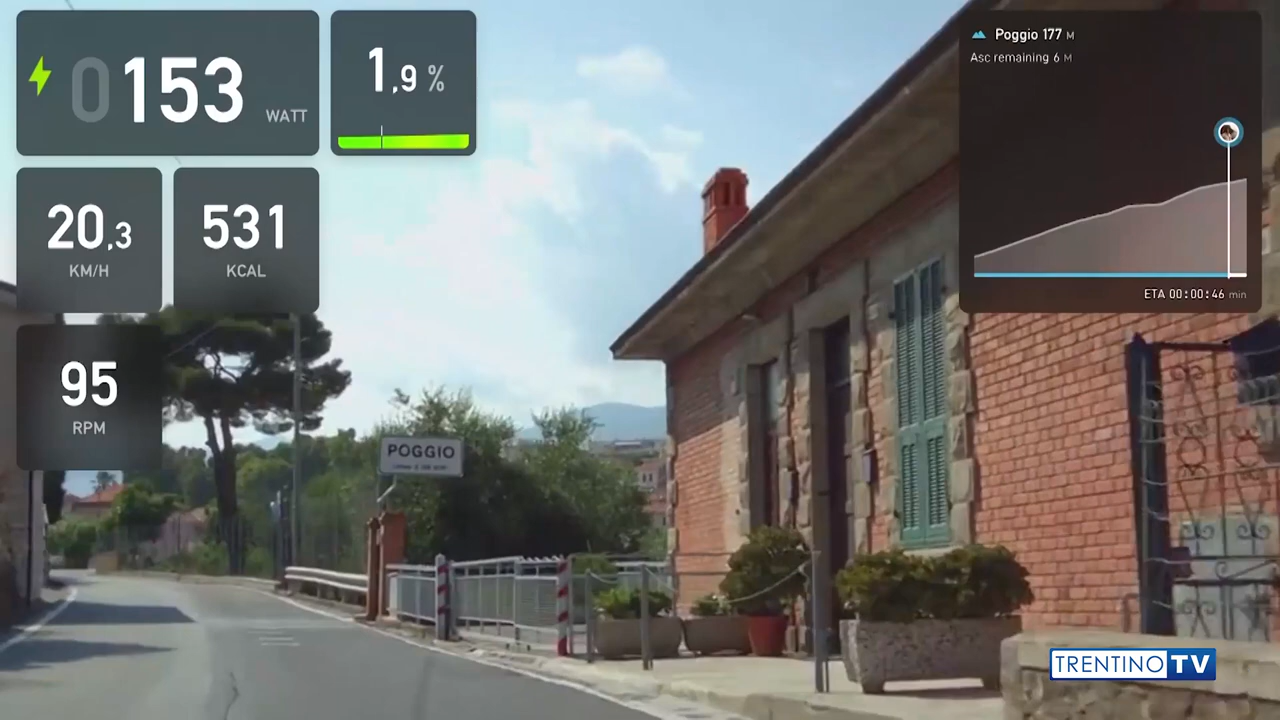 0153 WATT
1,9 %
20,3
KM/H
531
KCAL
95
RPM
Poggio 177 M
Asc remaining 6 M
ETA 00:00:46 min
POGGIO
TRENTINO TV